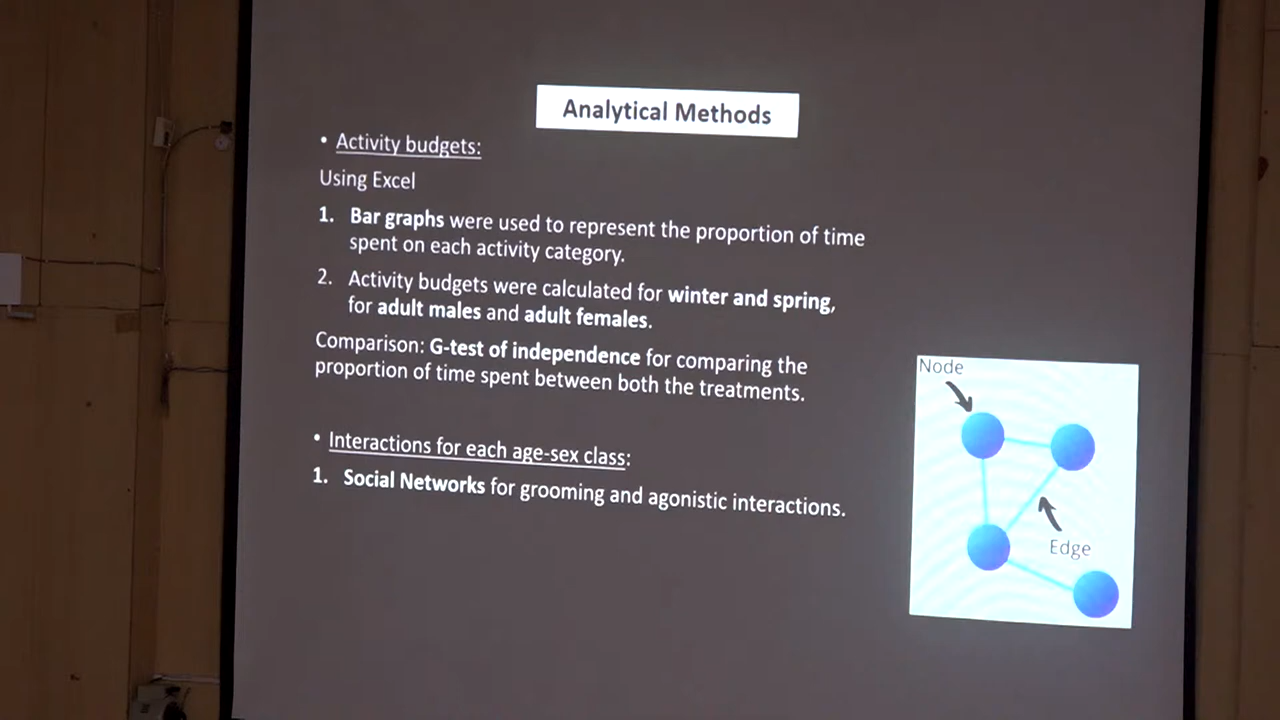 Analytical Methods
• Activity budgets:
Using Excel
1. Bar graphs were used to represent the proportion of time
spent on each activity category.
2. Activity budgets were calculated for winter and spring,
for adult males and adult females.
Comparison: G-test of independence for comparing the
proportion of time spent between both the treatments.
• Interactions for each age-sex class:
1. Social Networks for grooming and agonistic interactions.
Node
Edge